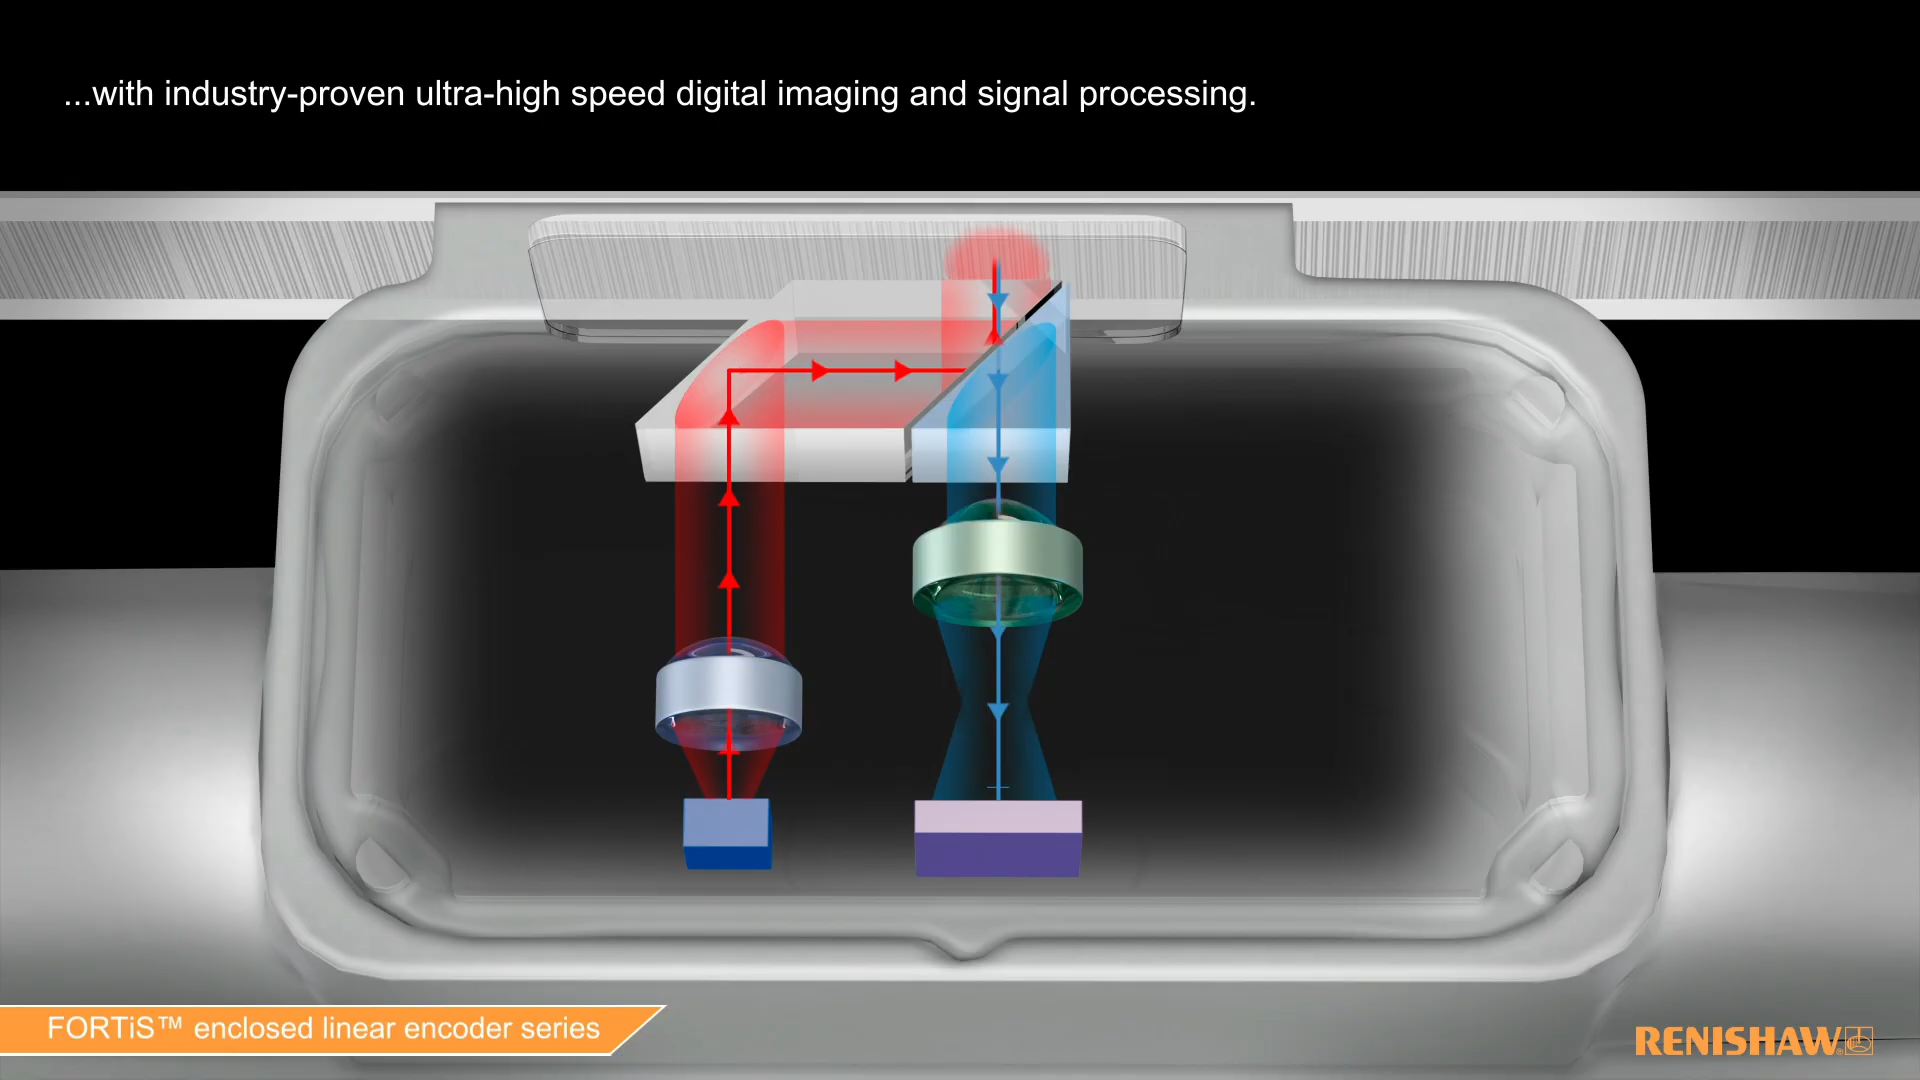 ...with industry-proven ultra-high speed digital imaging and signal processing.
FORTiS™ enclosed linear encoder series
RENISHAW